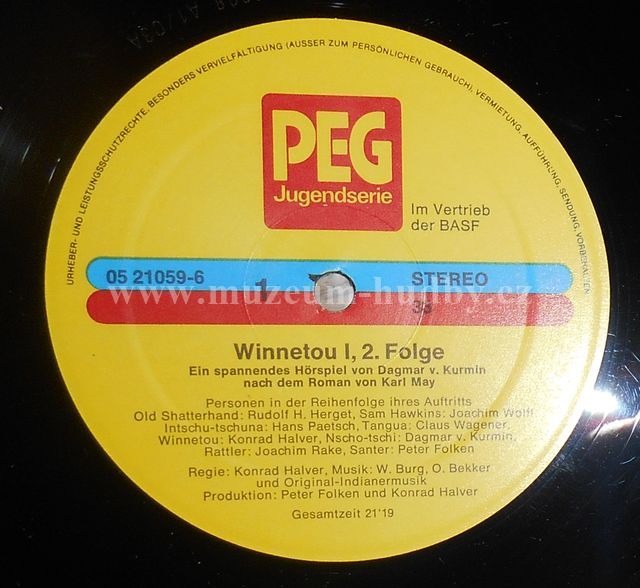 URHEBER- UND LEISTUNGSSCHUTZRECHTE, BESONDERS VERVIELFÄLTIGUNG (AUSSER ZUM PERSÖNLICHEN GEBRAUCH), VERMIETUNG, AUFFÜHRUNG, SENDUNG, VORBEHALTEN
PEG
Jugendserie
Im Vertrieb
der BASF
05 21059-6
1
STEREO
33
www.muzeum-hudby.cz
Winnetou I, 2. Folge
Ein spannendes Hörspiel von Dagmar v. Kurmin
nach dem Roman von Karl May
Personen in der Reihenfolge ihres Auftritts
Old Shatterhand: Rudolf H. Herget, Sam Hawkins: Joachim Wolff,
Intschu-tschuna: Hans Paetsch, Tangua: Claus Wagener,
Winnetou: Konrad Halver, Nscho-tschi: Dagmar v. Kurmin,
Rattler: Joachim Rake, Santer: Peter Folken
Regie: Konrad Halver, Musik: W. Burg, O. Bekker
und Original-Indianermusik
Produktion: Peter Folken und Konrad Halver
Gesamtzeit 21'19